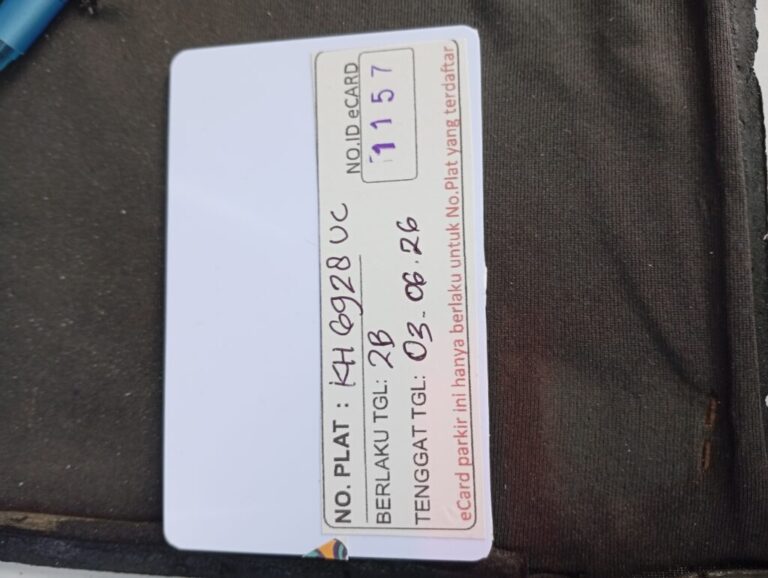 NO. PLAT : KH 6928 UC
NO.ID eCARD
1157
BERLAKU TGL: 2B
TENGGAT TGL: 03-06.26
eCard parkir ini hanya berlaku untuk No.Plat yang terdaftar